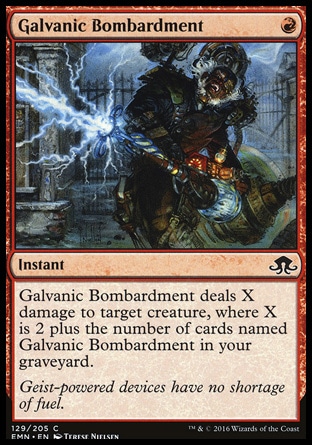 Galvanic Bombardment
Instant
Galvanic Bombardment deals X
damage to target creature, where X
is 2 plus the number of cards named
Galvanic Bombardment in your
graveyard.
Geist-powered devices have no shortage
of fuel.
129/205 C
EMN • EN Terese Nielsen
™ & © 2016 Wizards of the Coast